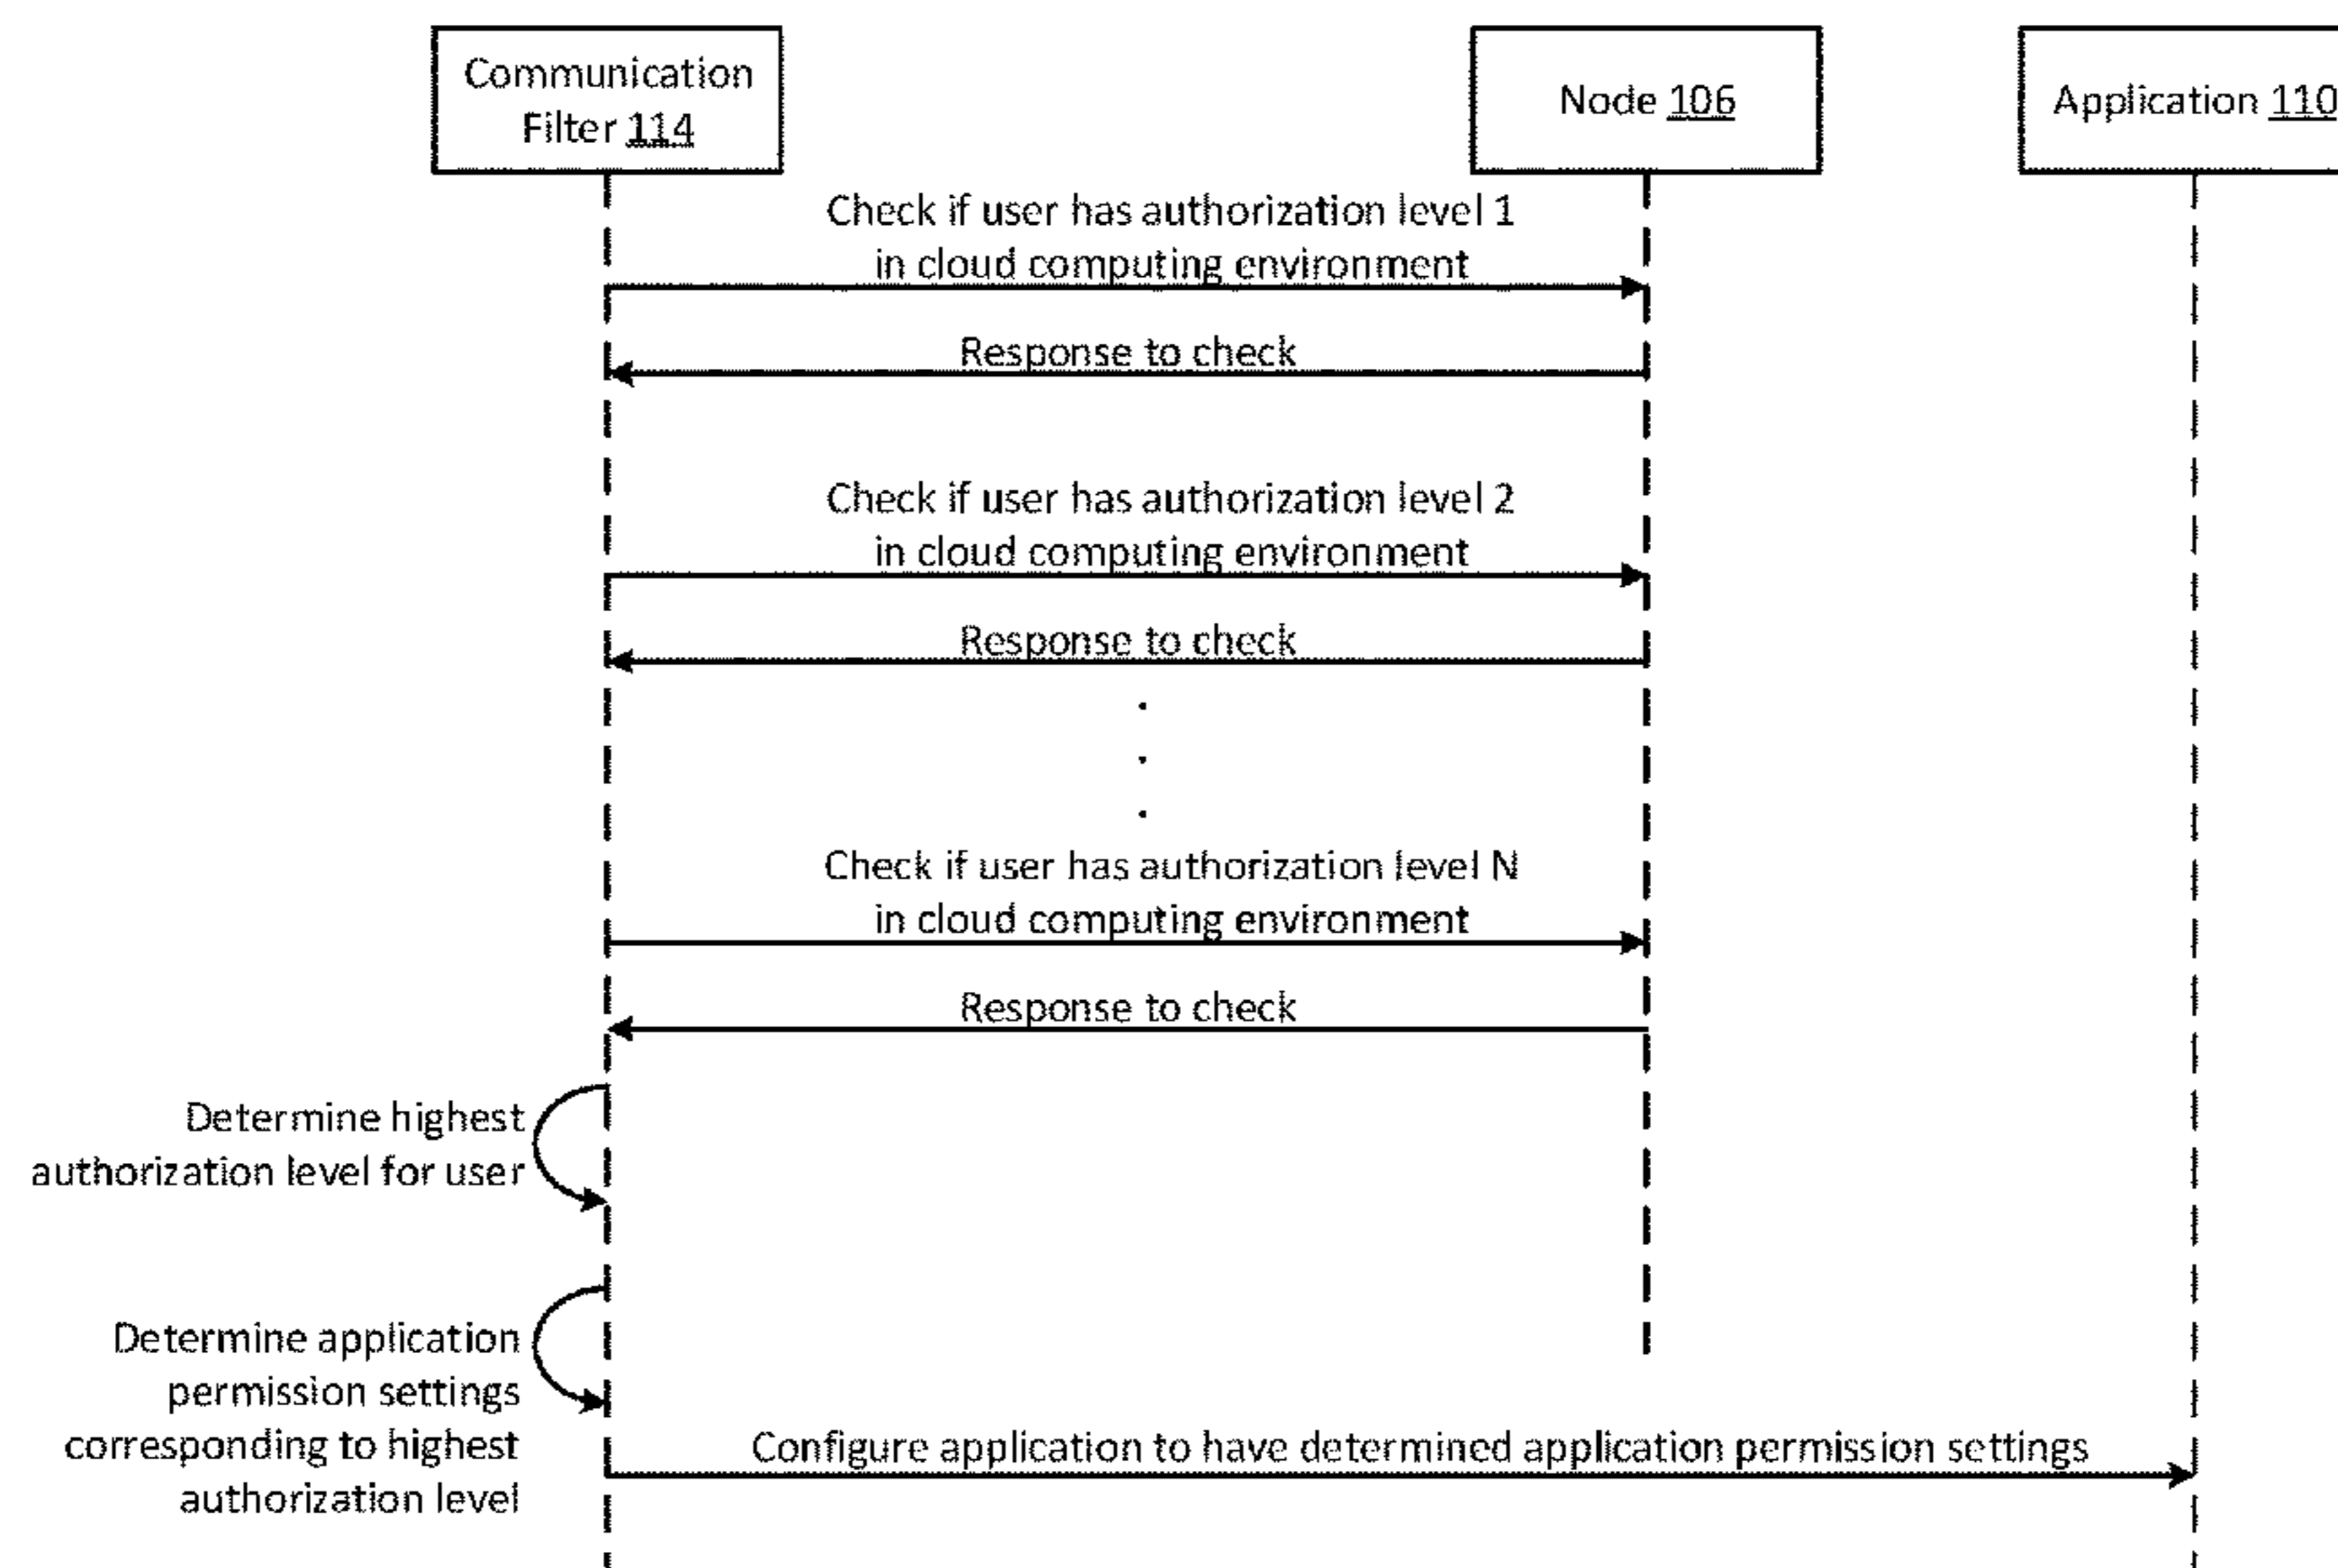 Communication
Filter 114
Node 106
Application 110
Check if user has authorization level 1
in cloud computing environment
Response to check
Check if user has authorization level 2
in cloud computing environment
Response to check
.
.
.
Check if user has authorization level N
in cloud computing environment
Response to check
Determine highest
authorization level for user
Determine application
permission settings
corresponding to highest
authorization level
Configure application to have determined application permission settings